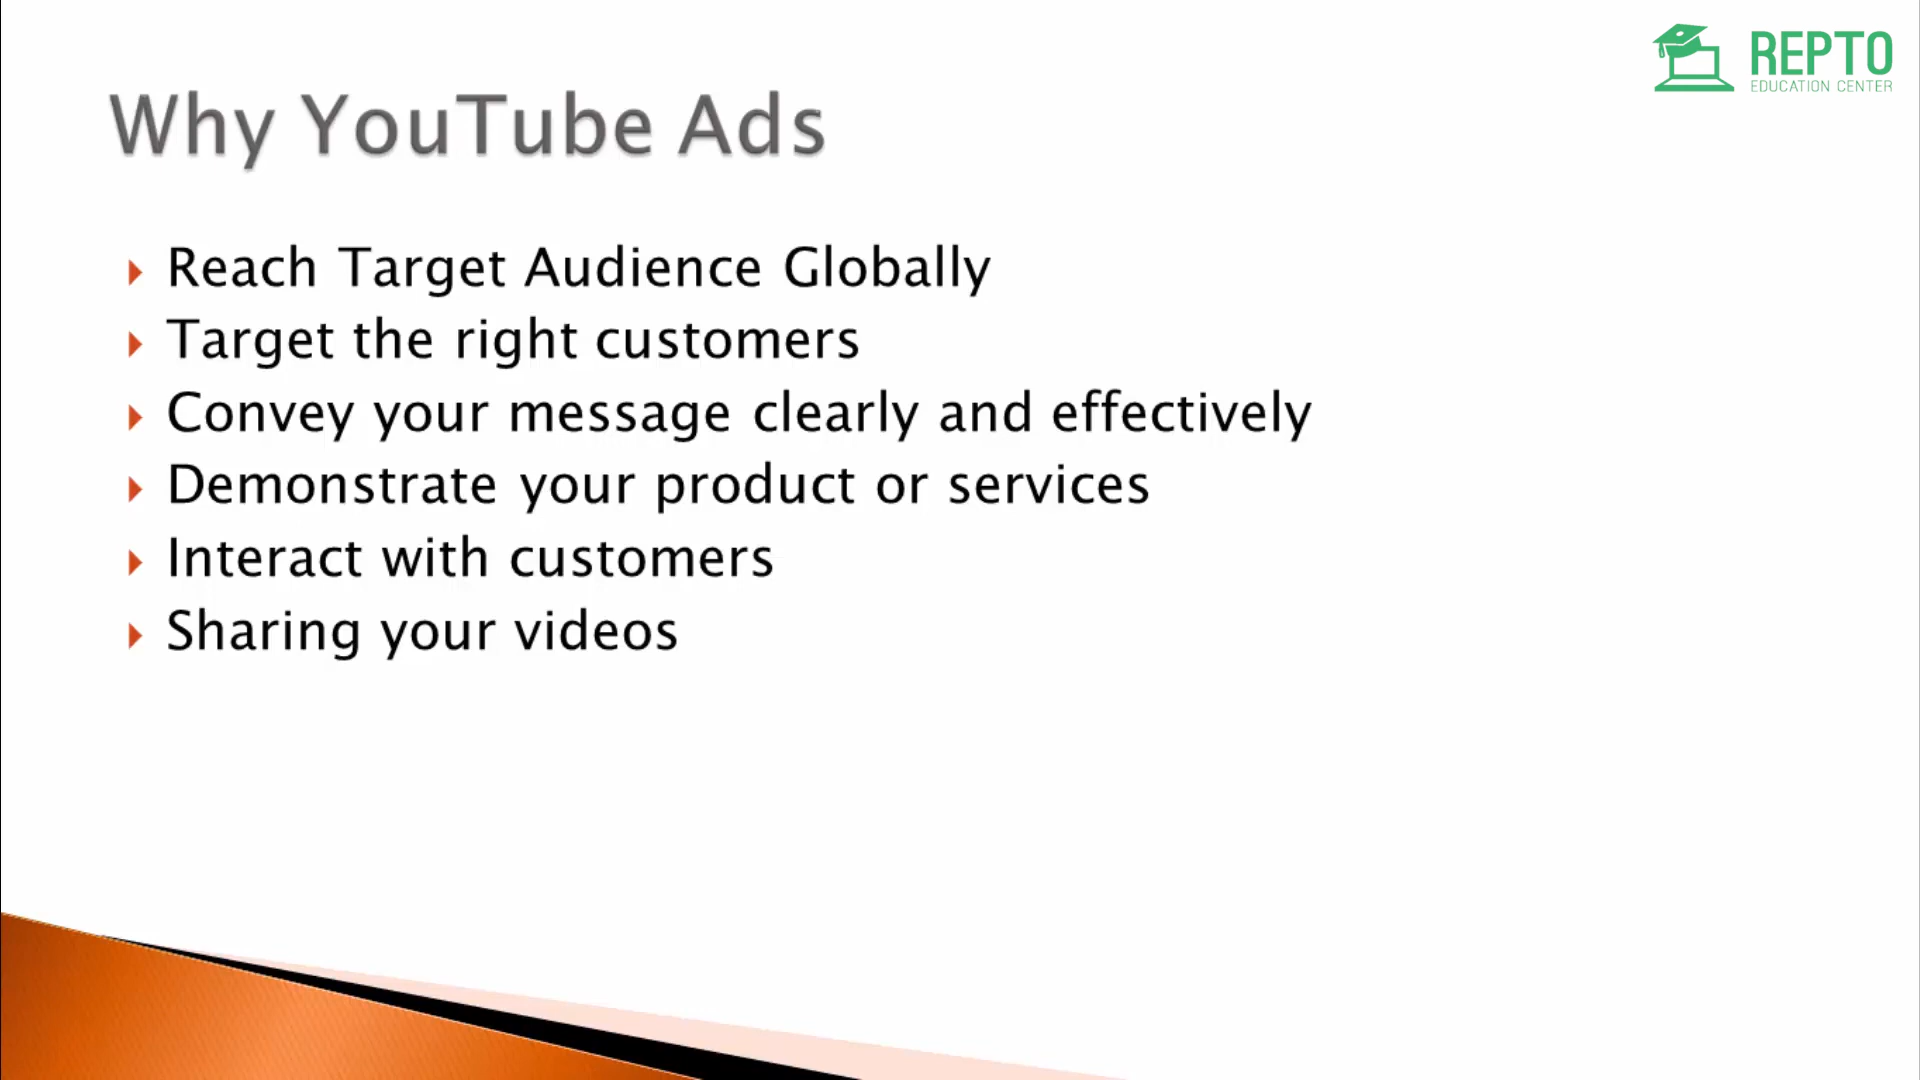 REPTO
EDUCATION CENTER
Why YouTube Ads
Reach Target Audience Globally
Target the right customers
Convey your message clearly and effectively
Demonstrate your product or services
Interact with customers
Sharing your videos